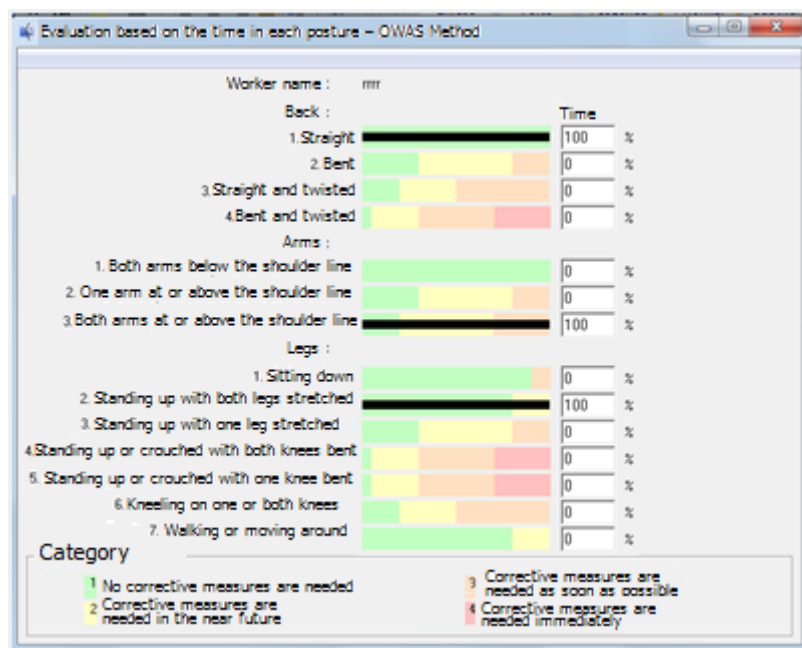 Evaluation based on the time in each posture – OWAS Method
Worker name : rrrr
Back : Time
1.Straight 100 %
2.Bent 0 %
3.Straight and twisted 0 %
4.Bent and twisted 0 %
Arms :
1. Both arms below the shoulder line 0 %
2. One arm at or above the shoulder line 0 %
3.Both arms at or above the shoulder line 100 %
Legs :
1. Sitting down 0 %
2. Standing up with both legs stretched 100 %
3. Standing up with one leg stretched 0 %
4.Standing up or crouched with both knees bent 0 %
5. Standing up or crouched with one knee bent 0 %
6.Kneeling on one or both knees 0 %
7. Walking or moving around 0 %
Category
1 No corrective measures are needed
2 Corrective measures are
needed in the near future
3 Corrective measures are
needed as soon as possible
4 Corrective measures are
needed immediately